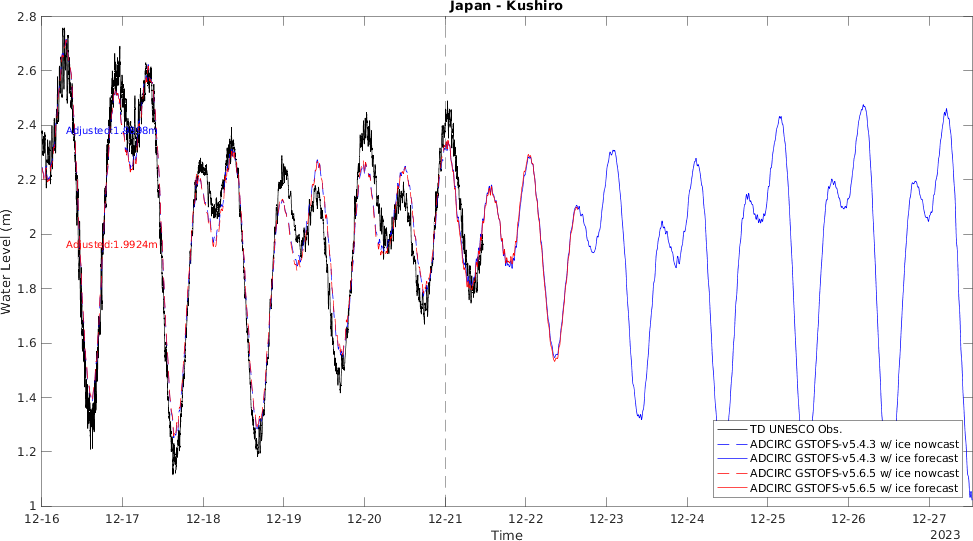 Japan - Kushiro
2.8
2.6
2.4
2.2
2
1.8
1.6
1.4
1.2
1
Water Level (m)
Adjusted:1.9924m
TD UNESCO Obs.
ADCIRC GSTOFS-v5.4.3 w/ ice nowcast
ADCIRC GSTOFS-v5.4.3 w/ ice forecast
ADCIRC GSTOFS-v5.6.5 w/ ice nowcast
ADCIRC GSTOFS-v5.6.5 w/ ice forecast
12-16 12-17 12-18 12-19 12-20 12-21 12-22 12-23 12-24 12-25 12-26 12-27
Time
2023